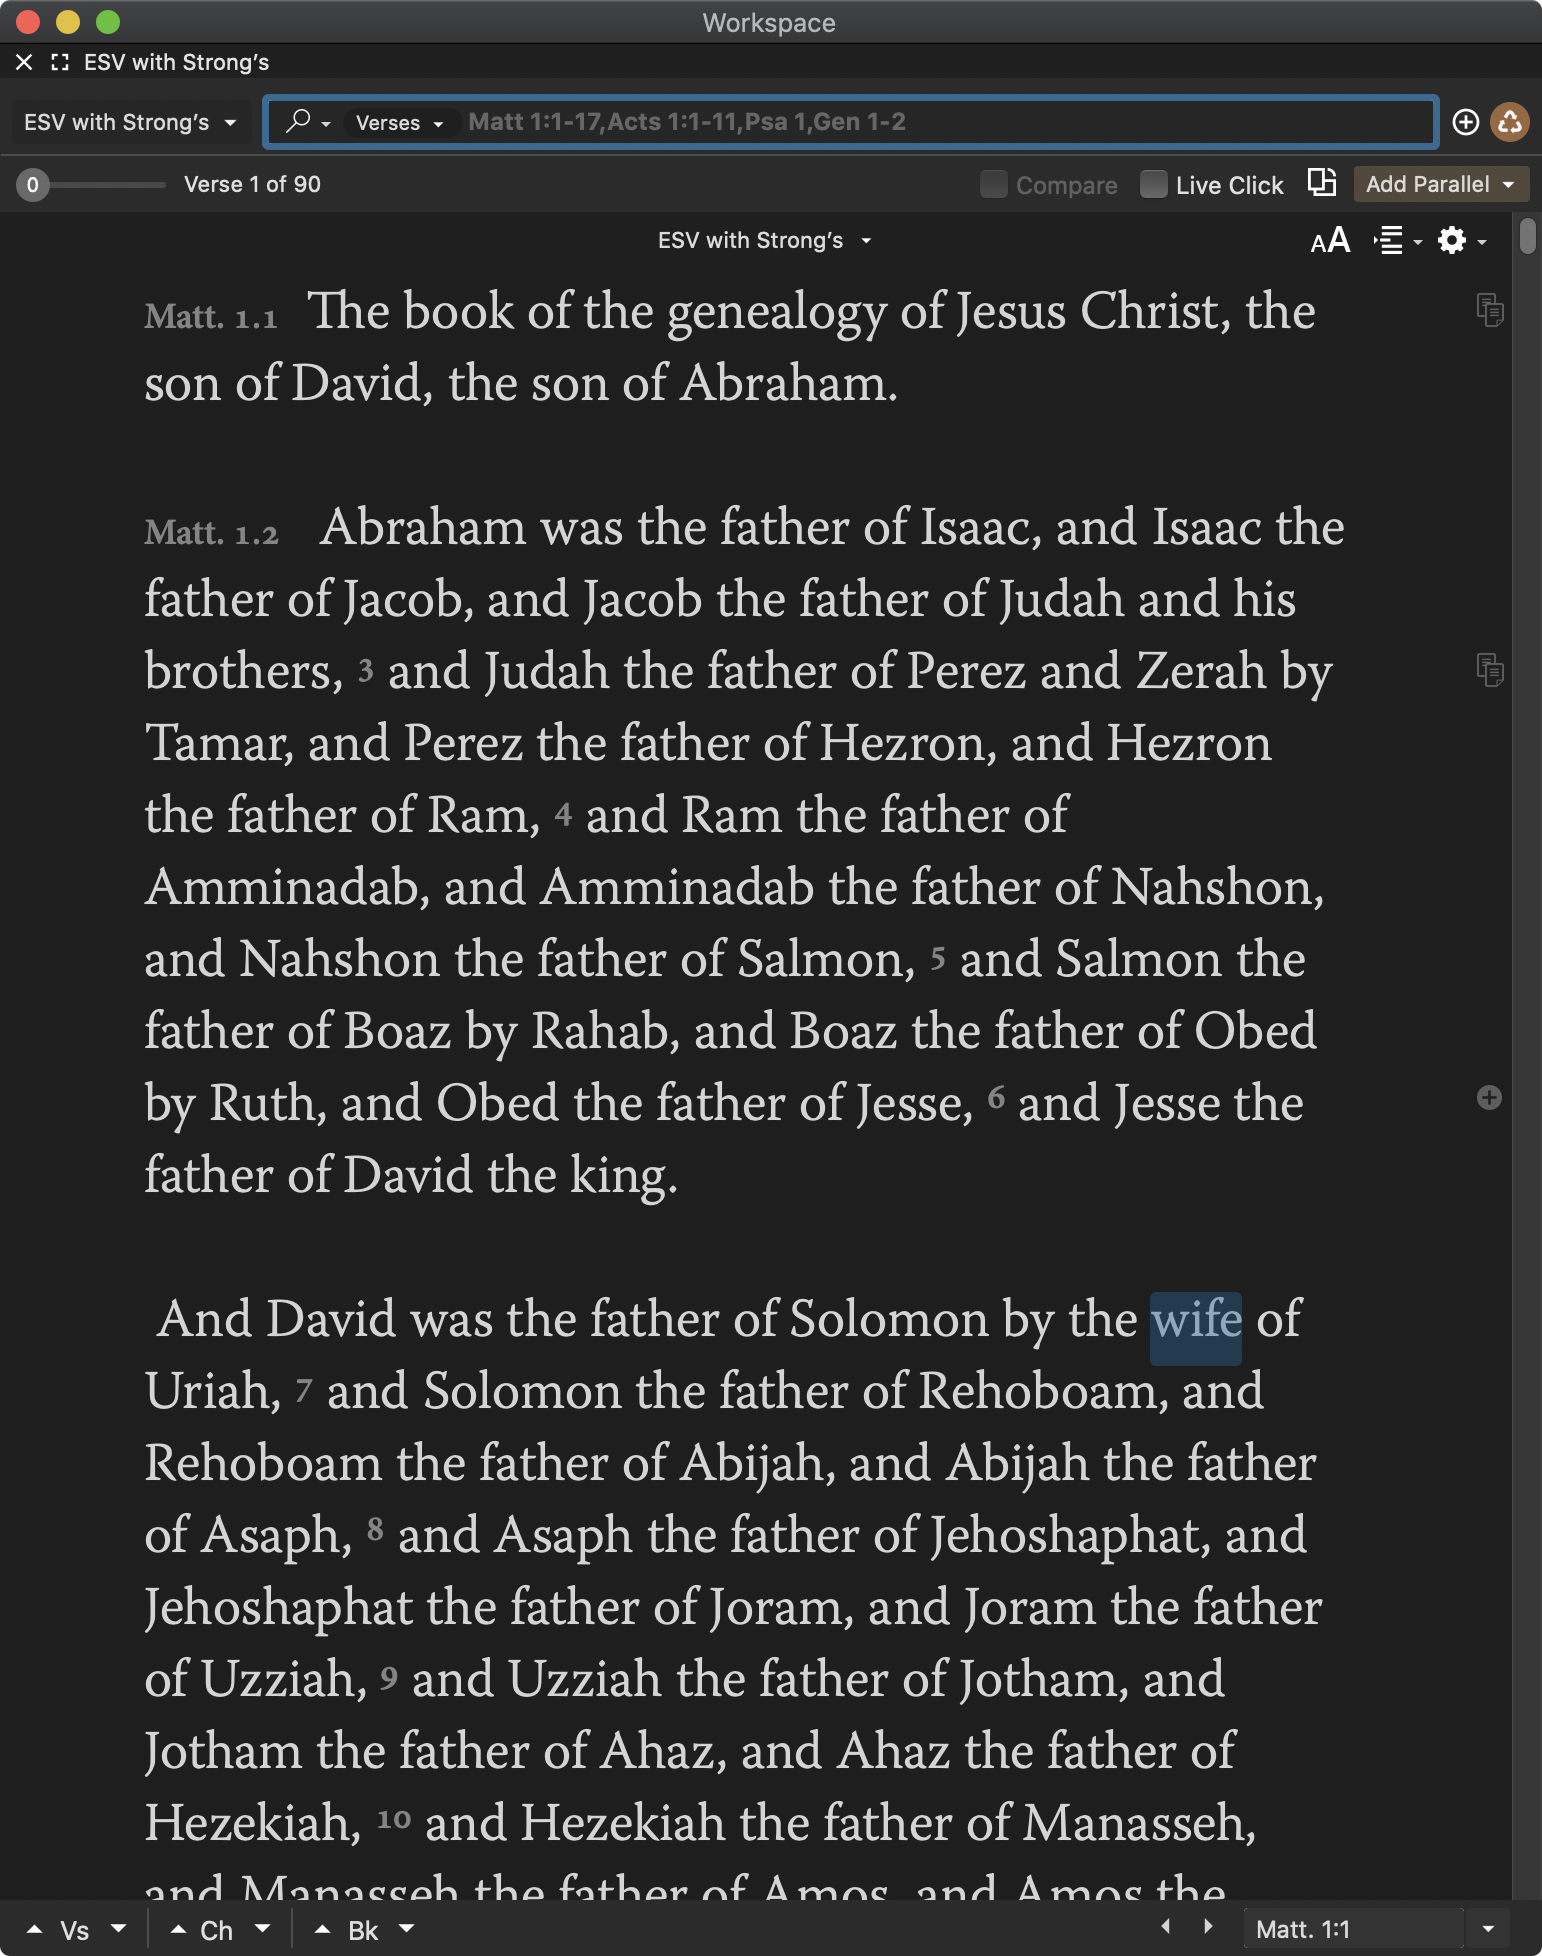 Workspace
ESV with Strong’s
ESV with Strong’s Verses Matt 1:1-17,Acts 1:1-11,Psa 1,Gen 1-2
0 Verse 1 of 90 Compare Live Click Add Parallel
ESV with Strong’s AA
Matt. 1.1 The book of the genealogy of Jesus Christ, the
son of David, the son of Abraham.
Matt. 1.2 Abraham was the father of Isaac, and Isaac the
father of Jacob, and Jacob the father of Judah and his
brothers, 3 and Judah the father of Perez and Zerah by
Tamar, and Perez the father of Hezron, and Hezron
the father of Ram, 4 and Ram the father of
Amminadab, and Amminadab the father of Nahshon,
and Nahshon the father of Salmon, 5 and Salmon the
father of Boaz by Rahab, and Boaz the father of Obed
by Ruth, and Obed the father of Jesse, 6 and Jesse the
father of David the king.
And David was the father of Solomon by the wife of
Uriah, 7 and Solomon the father of Rehoboam, and
Rehoboam the father of Abijah, and Abijah the father
of Asaph, 8 and Asaph the father of Jehoshaphat, and
Jehoshaphat the father of Joram, and Joram the father
of Uzziah, 9 and Uzziah the father of Jotham, and
Jotham the father of Ahaz, and Ahaz the father of
Hezekiah, 10 and Hezekiah the father of Manasseh,
and Manasseh the father of Amos, and Amos the
Vs Ch Bk Matt. 1:1